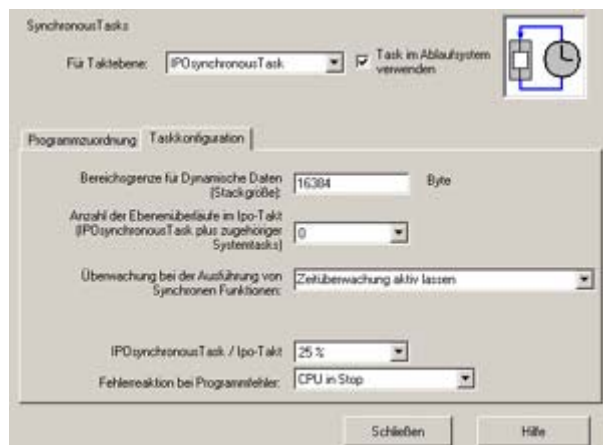 SynchronousTasks
Für Taktebene: IPOsynchronousTask Task im Ablaufsystem
verwenden
Programmzuordnung Taskkonfiguration
Bereichsgrenze für Dynamische Daten
(Stackgröße): 16384 Byte
Anzahl der Ebenenüberläufe im Ipo-Takt
(IPOsynchronousTask plus zugehöriger
Systemtasks) 0
Überwachung bei der Ausführung von
Synchronen Funktionen: Zeitüberwachung aktiv lassen
IPOsynchronousTask / Ipo-Takt 25 %
Fehlerreaktion bei Programmfehler: CPU in Stop
Schließen Hilfe